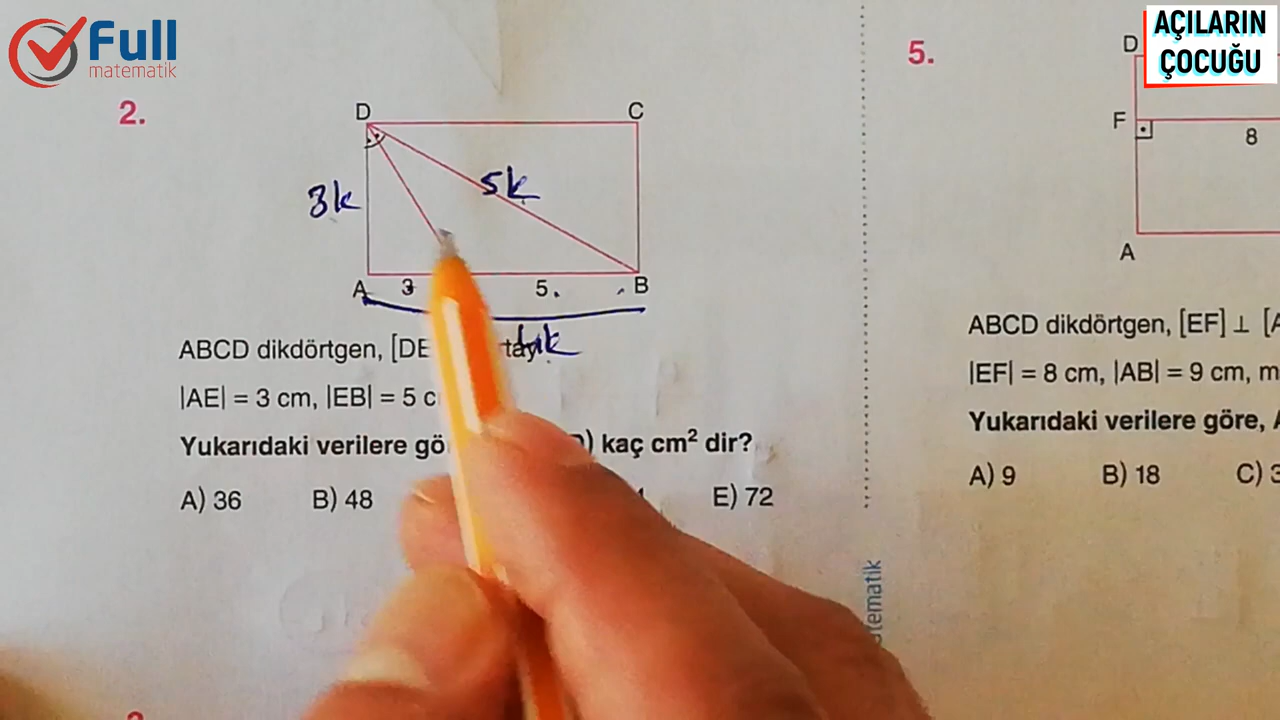 Full
matematik
AÇILARIN
ÇOCUĞU
2.
D
C
3k
5k
A
3
5
B
4k
ABCD dikdörtgen, [DE
|AE| = 3 cm, |EB| = 5 c
Yukarıdaki verilere gö kaç cm² dir?
A) 36 B) 48 E) 72
5.
D
F
8
A
ABCD dikdörtgen, [EF] ⊥ [A
|EF| = 8 cm, |AB| = 9 cm, m
Yukarıdaki verilere göre, A
A) 9 B) 18 C) 3
tematik